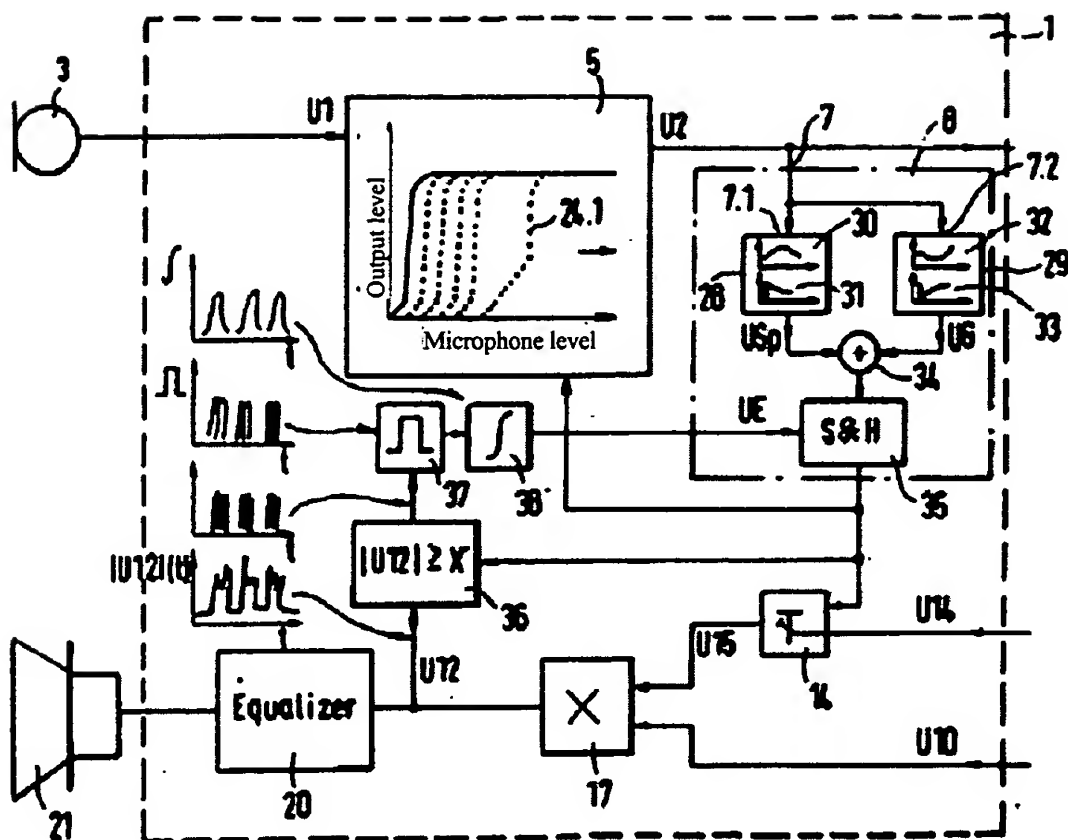 1
3
5
U1
U2
7
8
7.2
7.1
30
32
Output level
24.1
28
29
31
33
Microphone level
USp
UG
+
34
UE
S&H
37
38
35
|U12|(t)
|U12| ≥ X
36
U14
U15
14
U12
Equalizer
X
U10
20
17
21